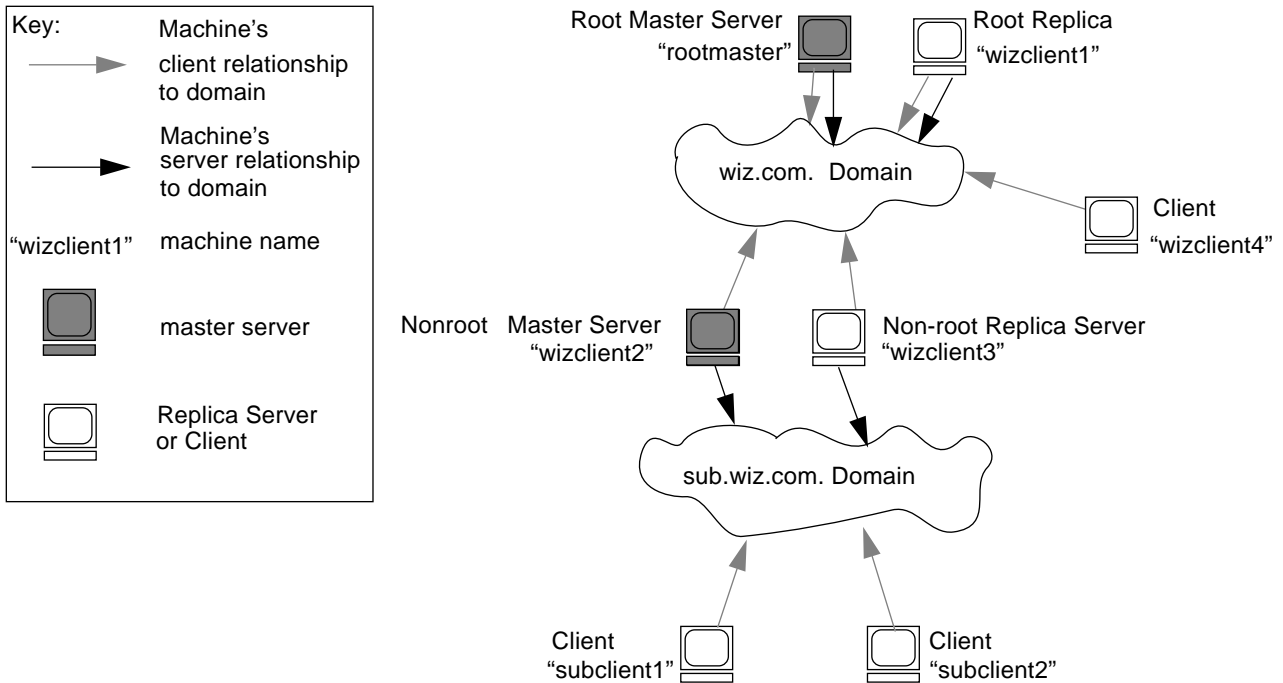 Key:
Machine's
client relationship
to domain
Machine's
server relationship
to domain
“wizclient1”
machine name
master server
Replica Server
or Client
Root Master Server
“rootmaster”
Root Replica
“wizclient1”
wiz.com. Domain
Client
“wizclient4”
Nonroot Master Server
“wizclient2”
Non-root Replica Server
“wizclient3”
sub.wiz.com. Domain
Client
“subclient1”
Client
“subclient2”